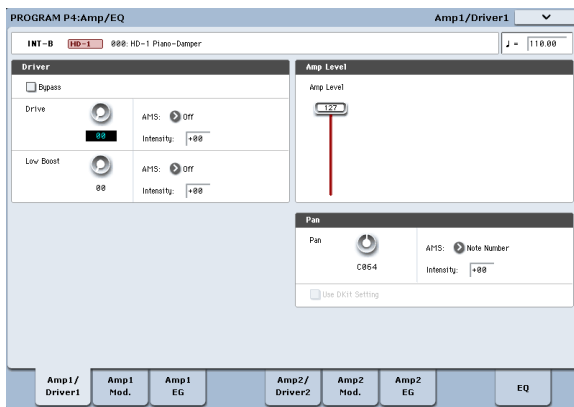 PROGRAM P4:Amp/EQ
Amp1/Driver1
INT-B HD-1 000: HD-1 Piano-Damper
♩ = 110.00
Driver
Bypass
Drive
00
AMS: Off
Intensity: +00
Low Boost
00
AMS: Off
Intensity: +00
Amp Level
Amp Level
127
Pan
Pan
C064
AMS: Note Number
Intensity: +00
Use DKit Setting
Amp1/ Driver1
Amp1 Mod.
Amp1 EG
Amp2/ Driver2
Amp2 Mod.
Amp2 EG
EQ